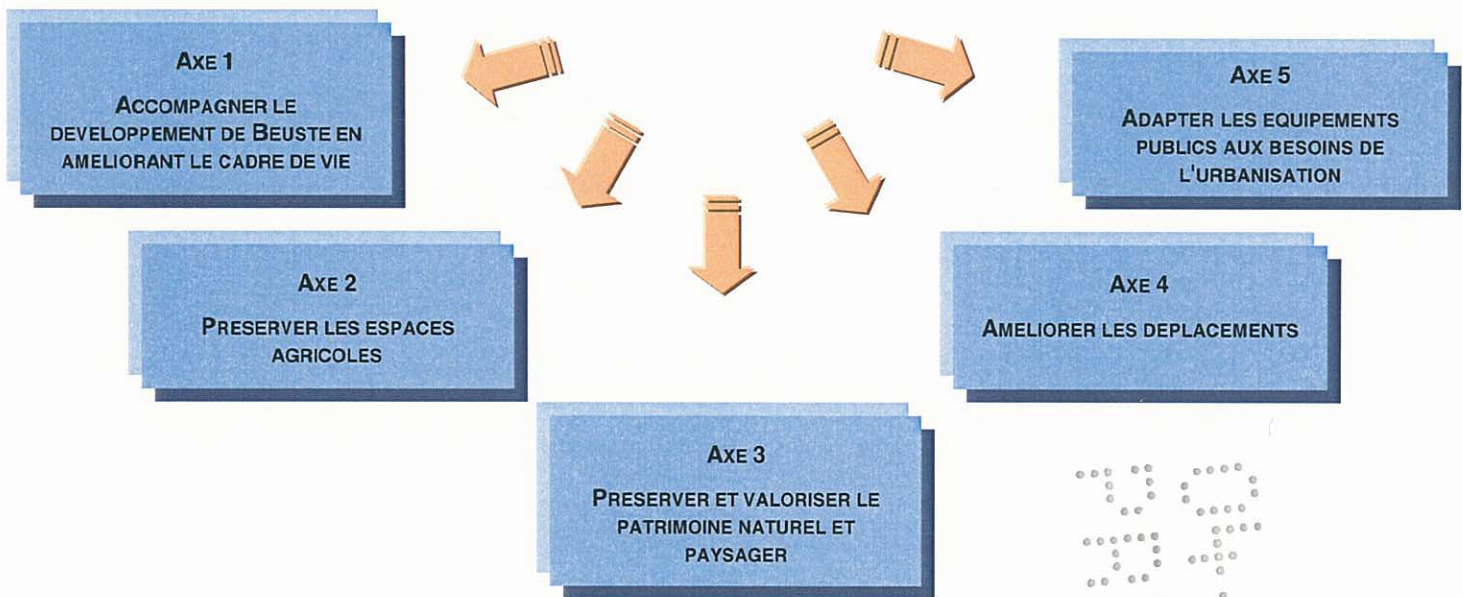 AXE 1
ACCOMPAGNER LE
DEVELOPPEMENT DE BEUSTE EN
AMELIORANT LE CADRE DE VIE
AXE 2
PRESERVER LES ESPACES
AGRICOLES
AXE 3
PRESERVER ET VALORISER LE
PATRIMOINE NATUREL ET
PAYSAGER
AXE 4
AMELIORER LES DEPLACEMENTS
AXE 5
ADAPTER LES EQUIPEMENTS
PUBLICS AUX BESOINS DE
L'URBANISATION